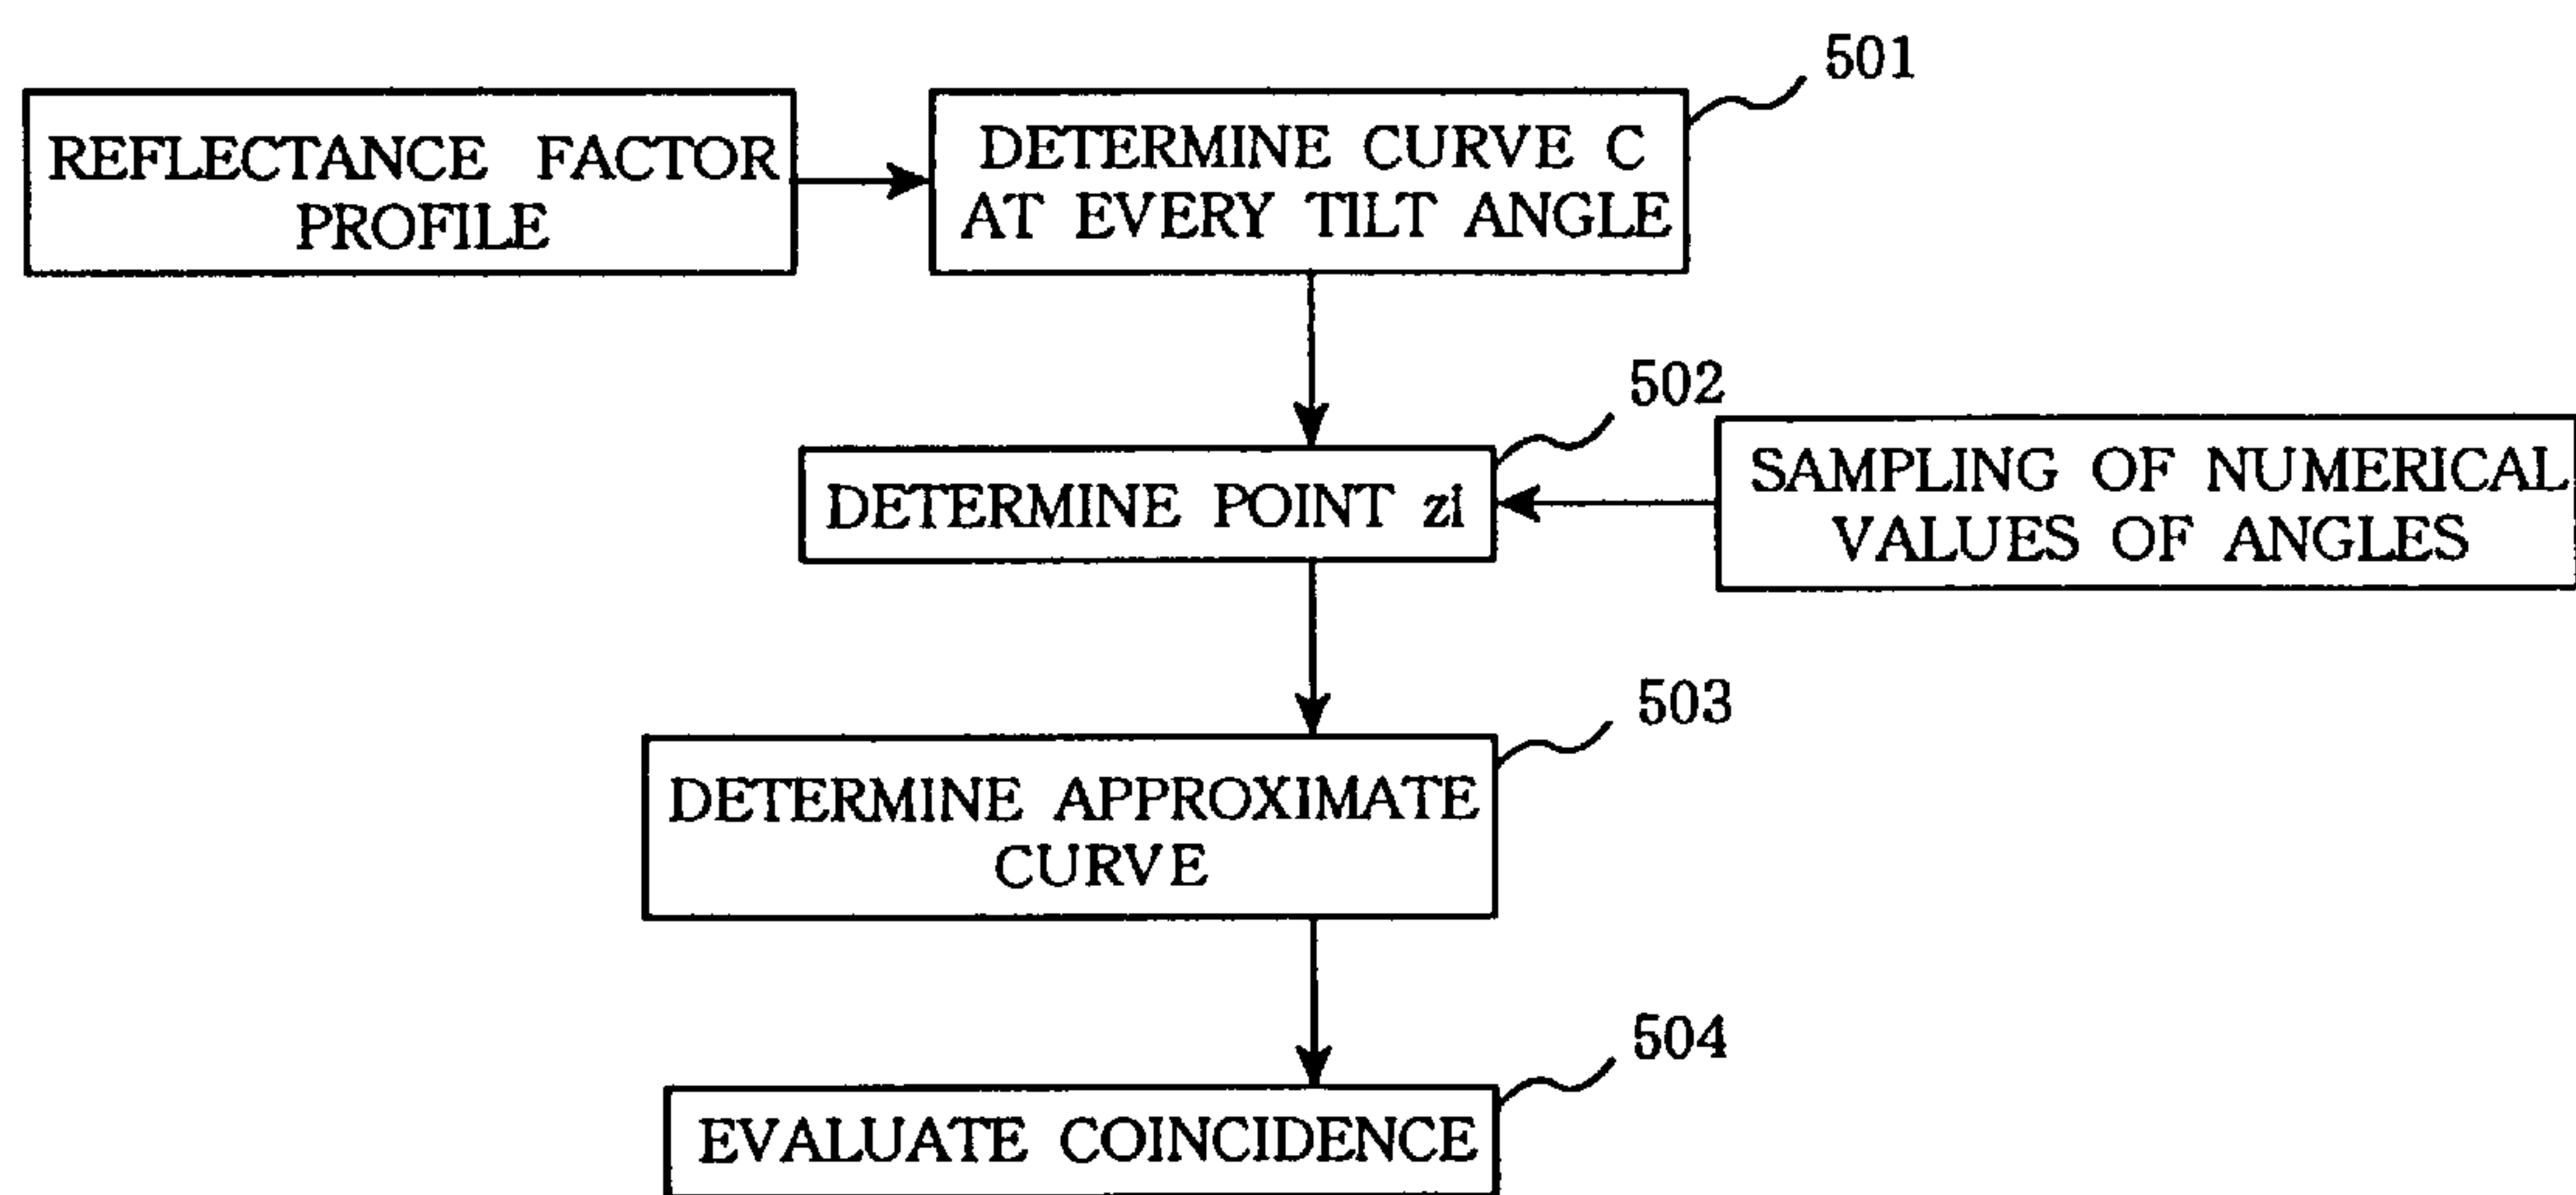 501
REFLECTANCE FACTOR
PROFILE
DETERMINE CURVE C
AT EVERY TILT ANGLE
502
DETERMINE POINT zi
SAMPLING OF NUMERICAL
VALUES OF ANGLES
503
DETERMINE APPROXIMATE
CURVE
504
EVALUATE COINCIDENCE